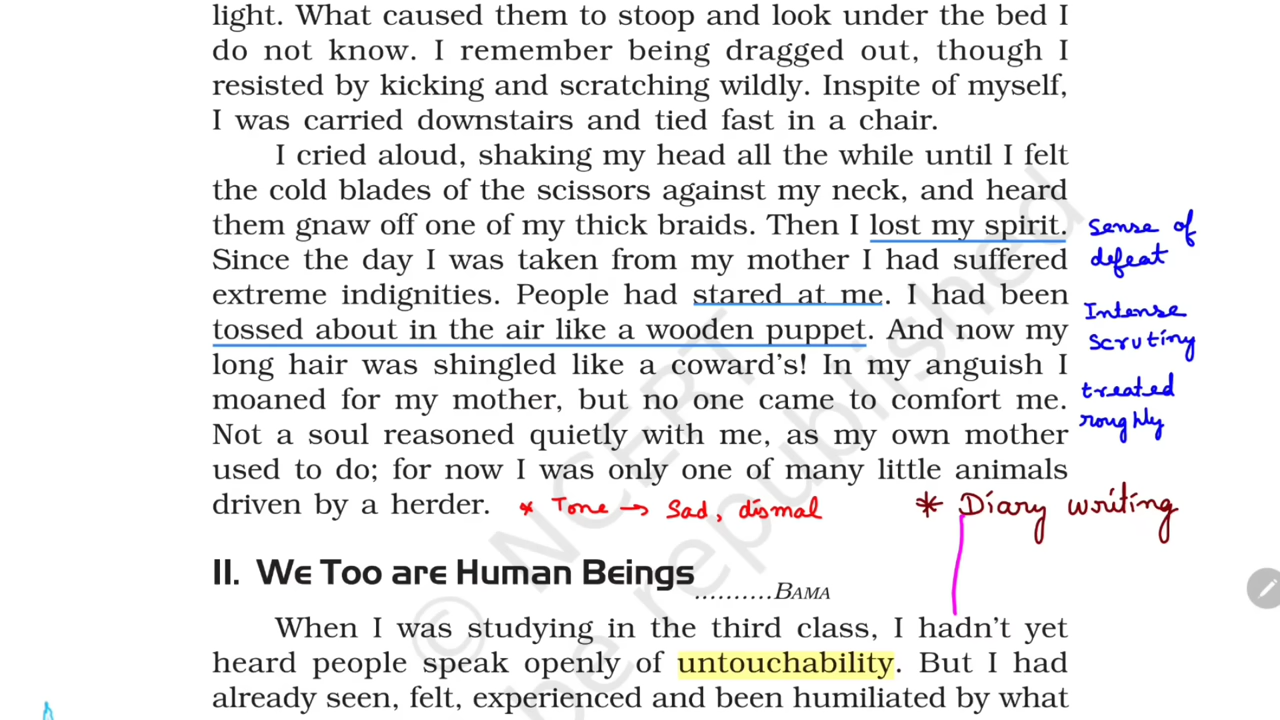 light. What caused them to stoop and look under the bed I
do not know. I remember being dragged out, though I
resisted by kicking and scratching wildly. Inspite of myself,
I was carried downstairs and tied fast in a chair.
I cried aloud, shaking my head all the while until I felt
the cold blades of the scissors against my neck, and heard
them gnaw off one of my thick braids. Then I lost my spirit.
Since the day I was taken from my mother I had suffered
extreme indignities. People had stared at me. I had been
tossed about in the air like a wooden puppet. And now my
long hair was shingled like a coward's! In my anguish I
moaned for my mother, but no one came to comfort me.
Not a soul reasoned quietly with me, as my own mother
used to do; for now I was only one of many little animals
driven by a herder.
sense of
defeat
Intense
scrutiny
treated
roughly
* Tone → Sad, dismal
* Diary writing
II. We Too are Human Beings
..........BAMA
When I was studying in the third class, I hadn't yet
heard people speak openly of untouchability. But I had
already seen, felt, experienced and been humiliated by what
© NCERT
be republished